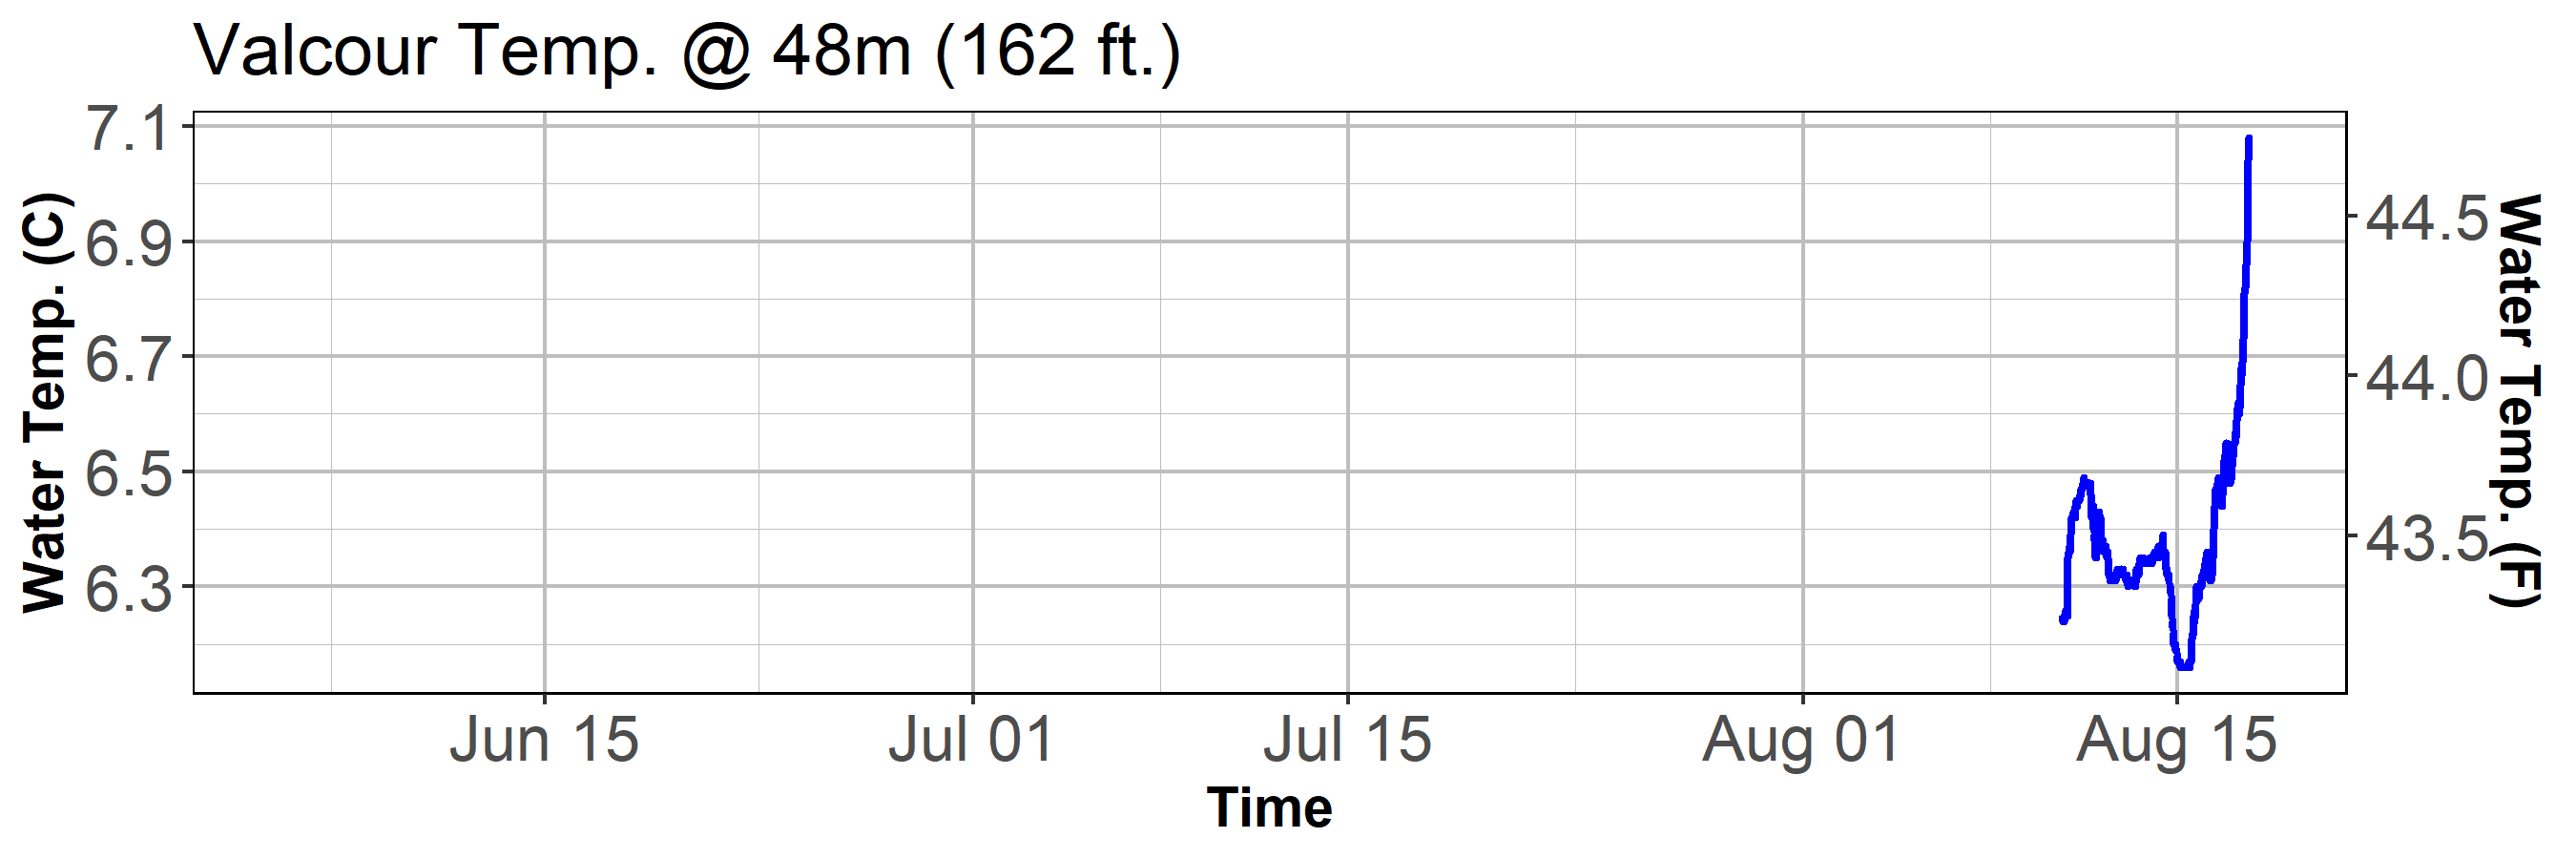 Valcour Temp. @ 48m (162 ft.)
7.1
6.9
6.7
6.5
6.3
Water Temp. (C)
44.5
44.0
43.5
Water Temp. (F)
Jun 15
Jul 01
Jul 15
Aug 01
Aug 15
Time